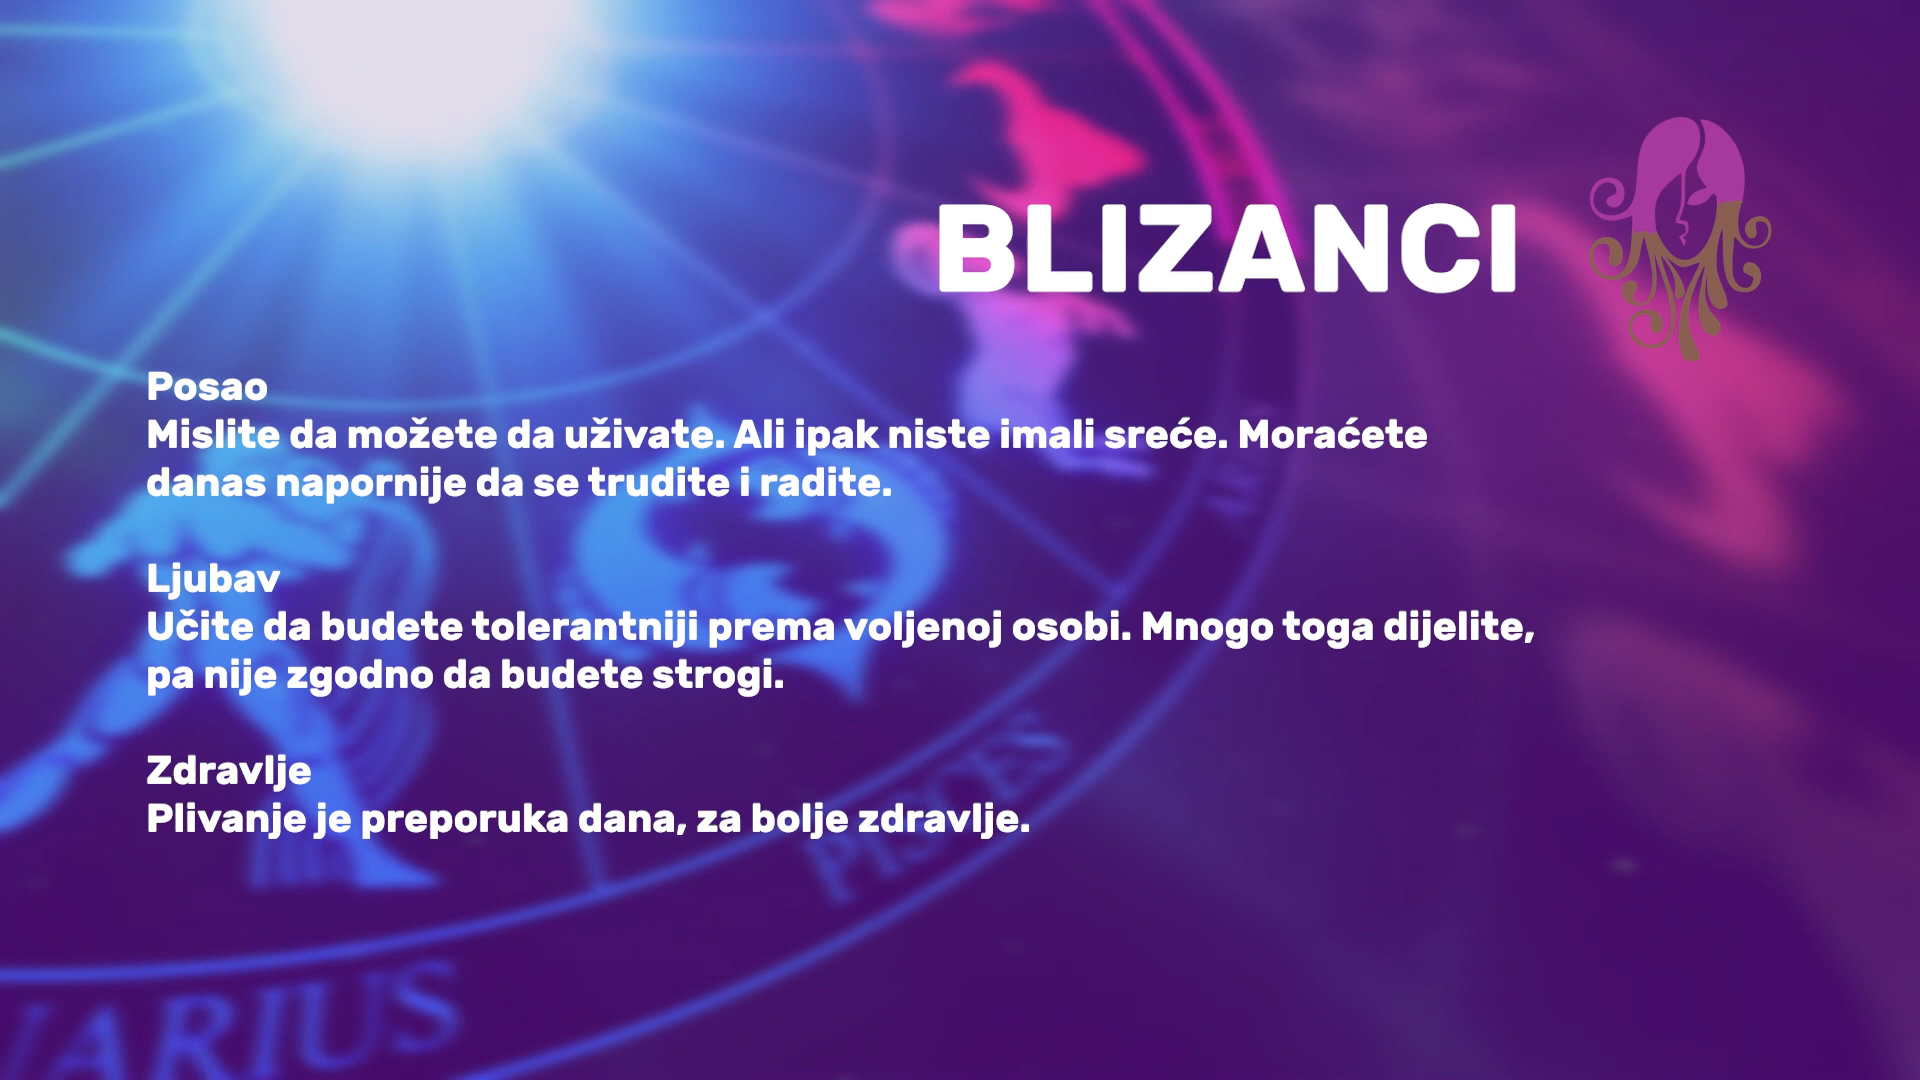 BLIZANCI
Posao
Mislite da možete da uživate. Ali ipak niste imali sreće. Moraćete
danas napornije da se trudite i radite.
Ljubav
Učite da budete tolerantniji prema voljenoj osobi. Mnogo toga dijelite,
pa nije zgodno da budete strogi.
Zdravlje
Plivanje je preporuka dana, za bolje zdravlje.
PISCES
ARIUS